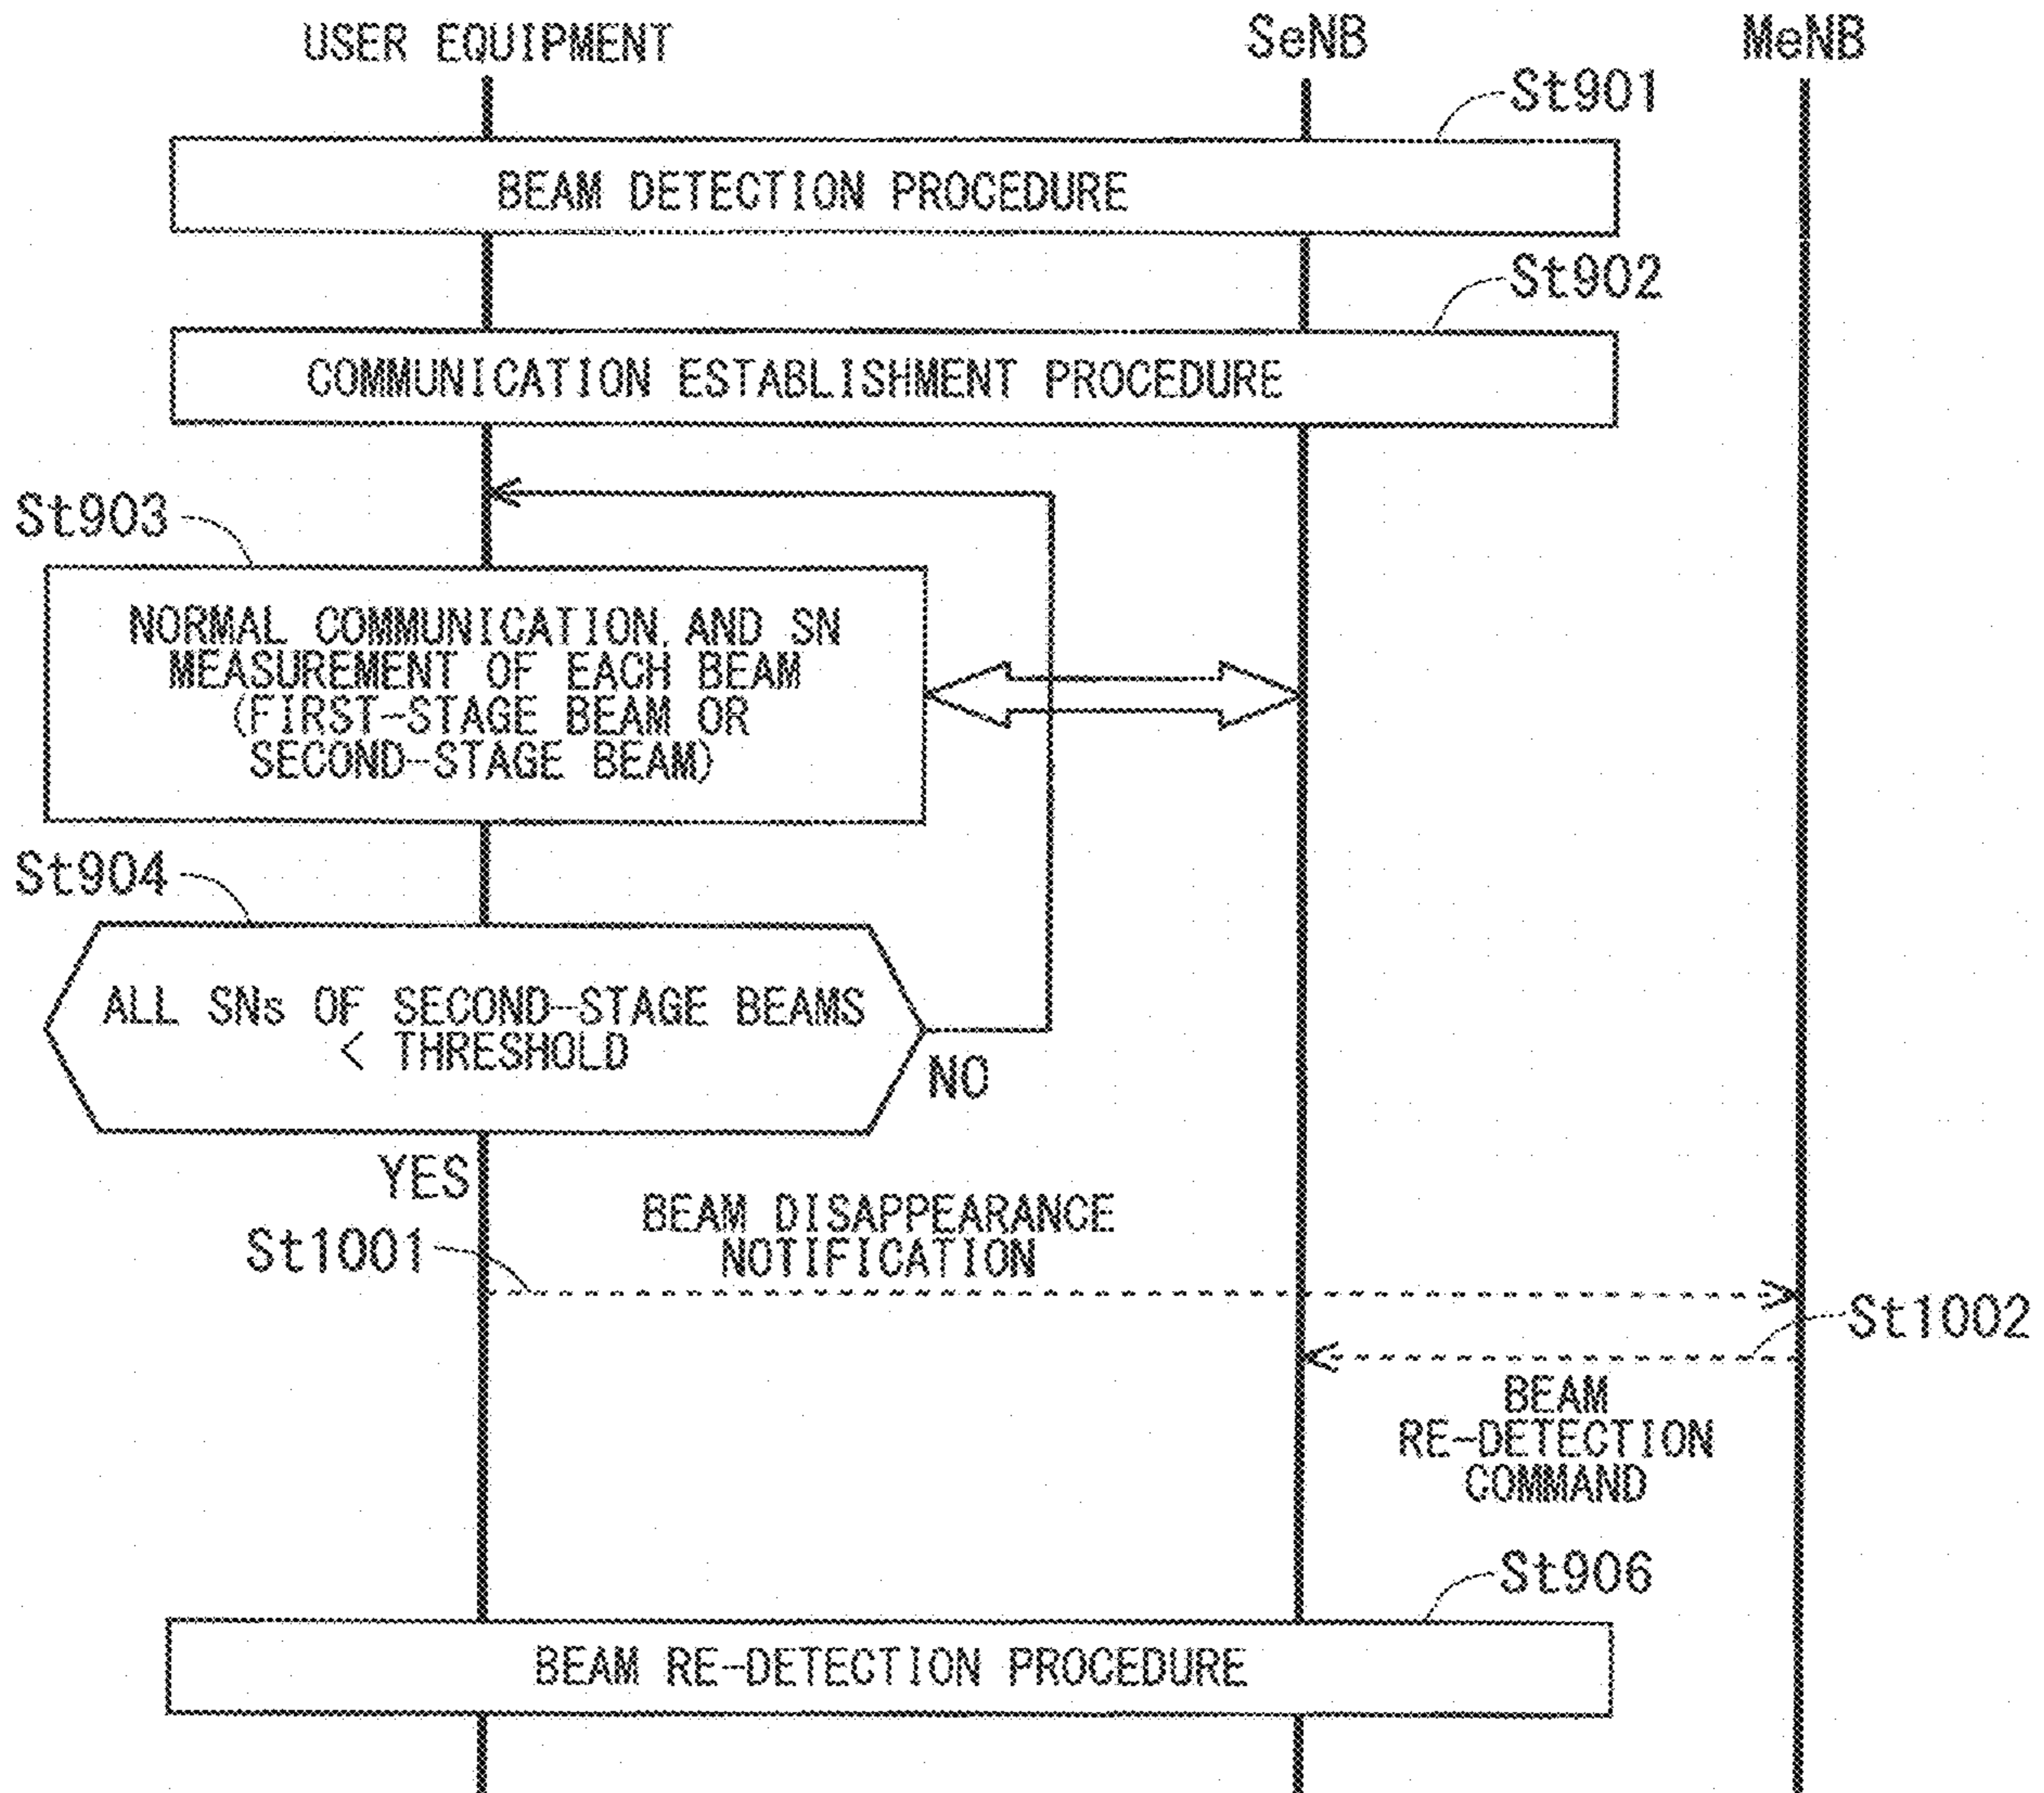 USER EQUIPMENT
SeNB
MeNB
St901
BEAM DETECTION PROCEDURE
St902
COMMUNICATION ESTABLISHMENT PROCEDURE
St903
NORMAL COMMUNICATION, AND SN
MEASUREMENT OF EACH BEAM
(FIRST-STAGE BEAM OR
SECOND-STAGE BEAM)
St904
ALL SNs OF SECOND-STAGE BEAMS
< THRESHOLD
NO
YES
St1001
BEAM DISAPPEARANCE
NOTIFICATION
St1002
BEAM
RE-DETECTION
COMMAND
St906
BEAM RE-DETECTION PROCEDURE